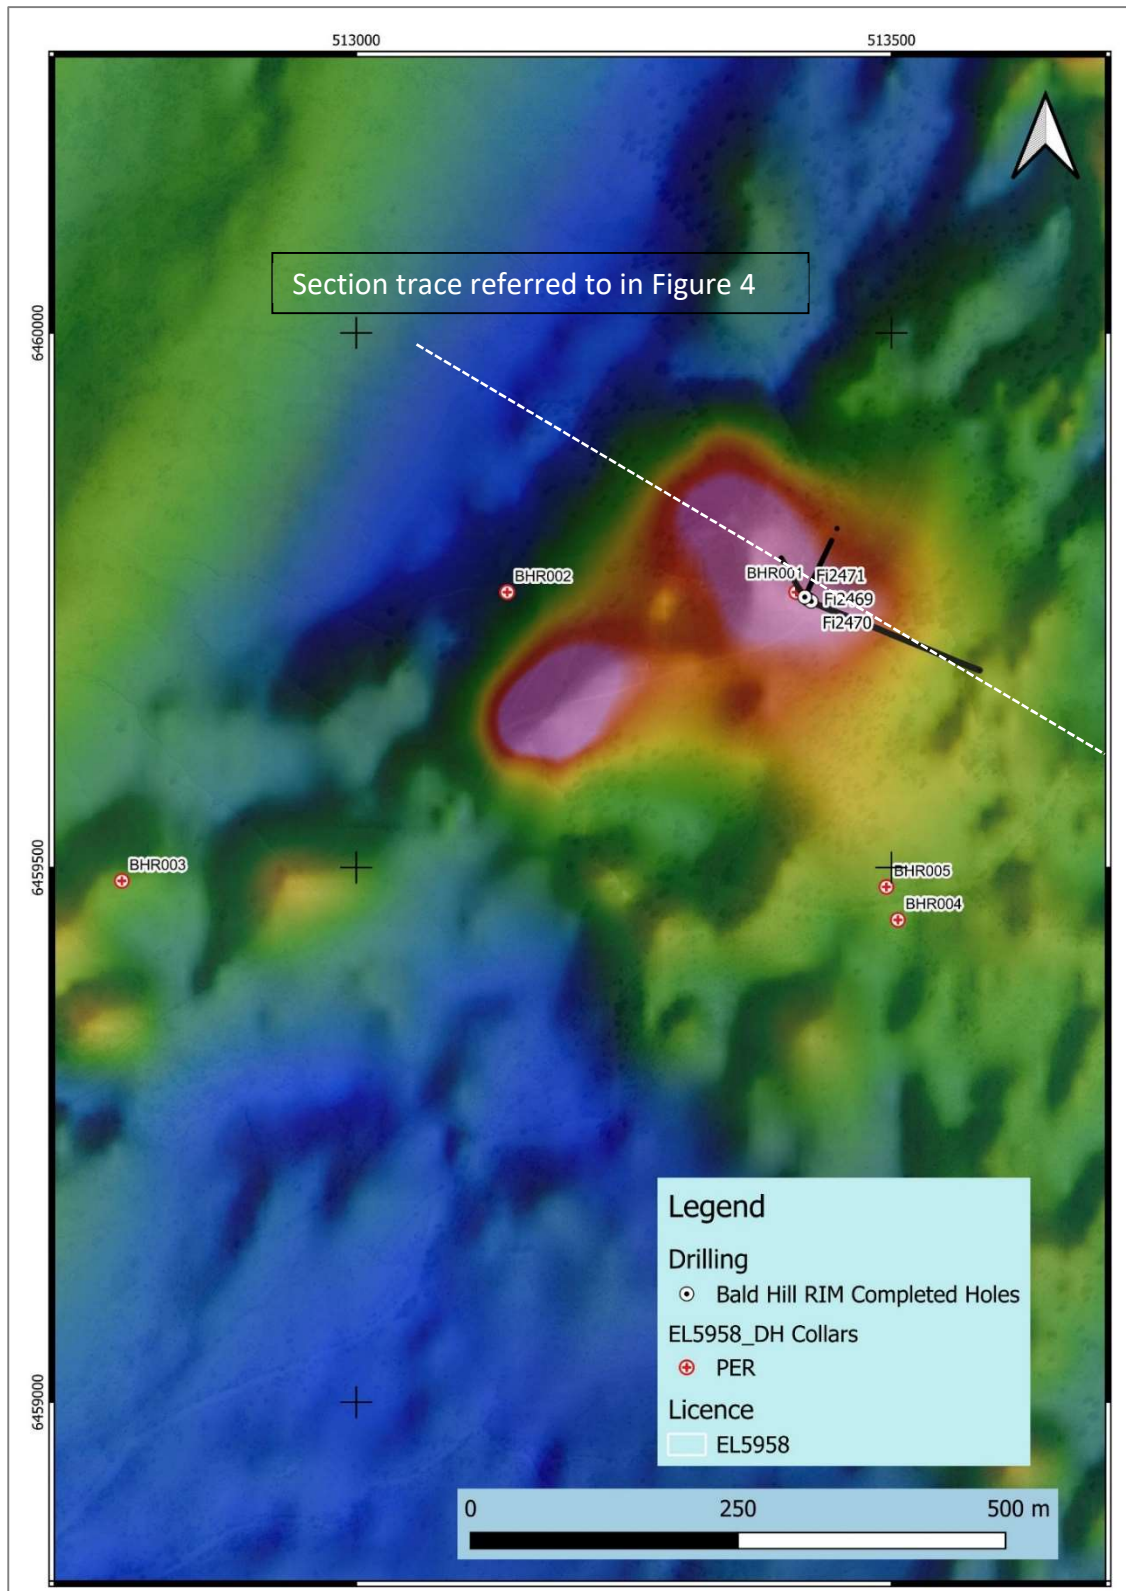 513000
513500
Section trace referred to in Figure 4
6460000
BHR002
BHR001
Fi2471
Fi2469
Fi2470
6459500
BHR003
BHR005
BHR004
6459000
Legend
Drilling
Bald Hill RIM Completed Holes
EL5958_DH Collars
PER
Licence
EL5958
0
250
500 m